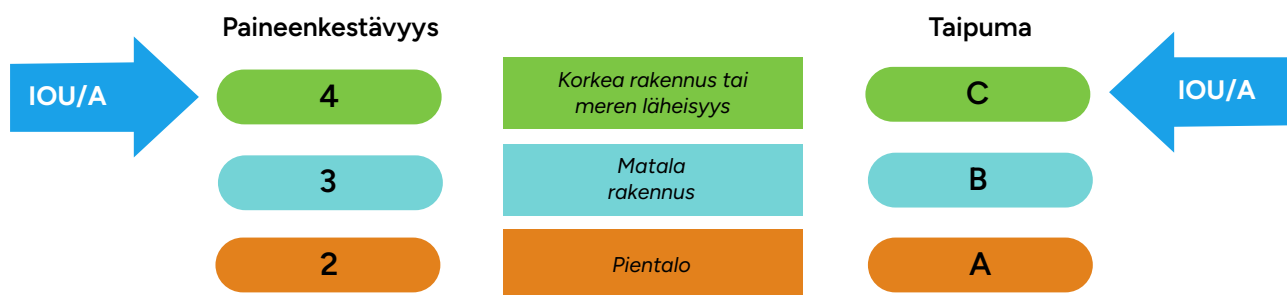 Paineenkestävyys
Taipuma
IOU/A
4
Korkea rakennus tai
meren läheisyys
C
IOU/A
3
Matala
rakennus
B
2
Pientalo
A